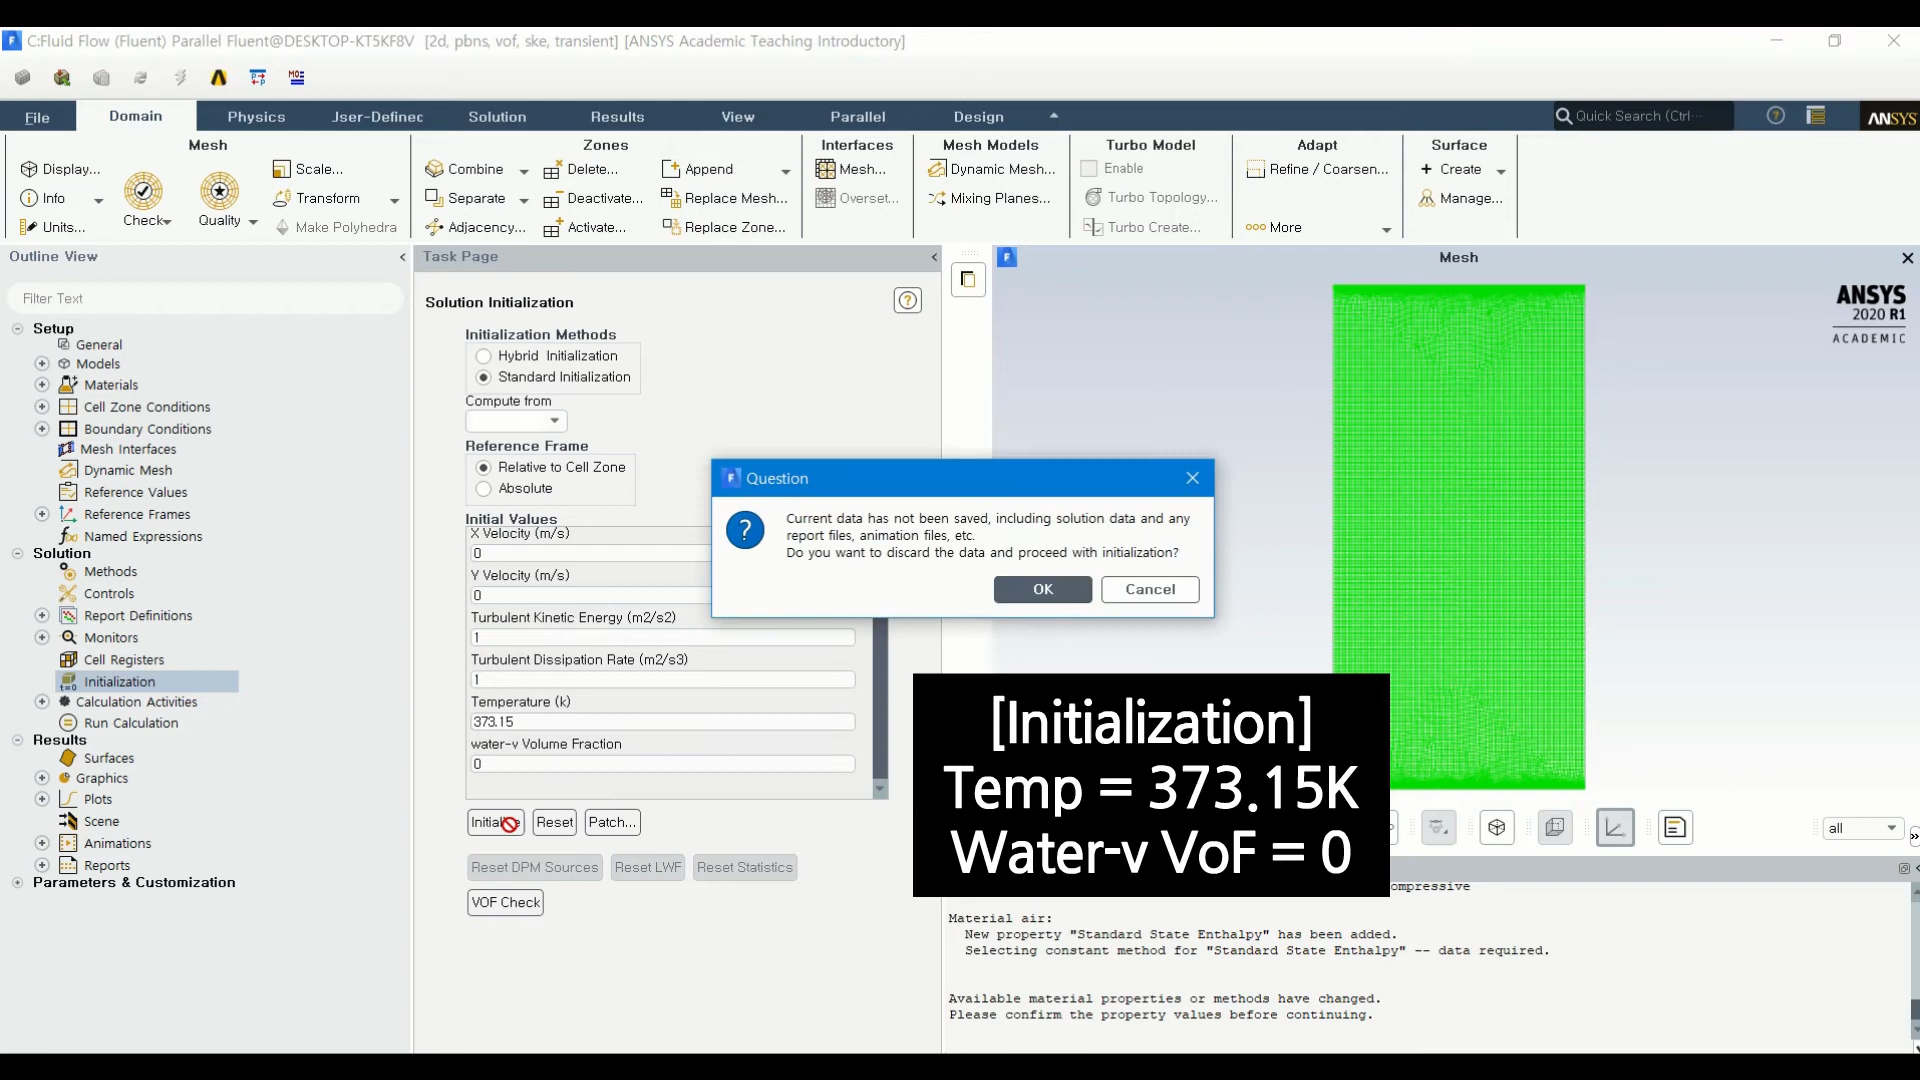 C:Fluid Flow (Fluent) Parallel Fluent@DESKTOP-KT5KF8V [2d, pbns, vof, ske, transient] [ANSYS Academic Teaching Introductory]
File
Domain
Physics
Jser-Definec
Solution
Results
View
Parallel
Design
Quick Search (Ctrl···
ANSYS
Mesh
Display...
Info
Units...
Check
Quality
Scale...
Transform
Make Polyhedra
Zones
Combine
Separate
Adjacency...
Delete...
Deactivate...
Activate...
Append
Replace Mesh...
Replace Zone...
Interfaces
Mesh...
Overset...
Mesh Models
Dynamic Mesh...
Mixing Planes...
Turbo Model
Enable
Turbo Topology...
Turbo Create...
Adapt
Refine / Coarsen...
More
Surface
Create
Manage...
Outline View
Filter Text
Setup
General
Models
Materials
Cell Zone Conditions
Boundary Conditions
Mesh Interfaces
Dynamic Mesh
Reference Values
Reference Frames
Named Expressions
Solution
Methods
Controls
Report Definitions
Monitors
Cell Registers
Initialization
Calculation Activities
Run Calculation
Results
Surfaces
Graphics
Plots
Scene
Animations
Reports
Parameters & Customization
Task Page
Solution Initialization
Initialization Methods
Hybrid Initialization
Standard Initialization
Compute from
Reference Frame
Relative to Cell Zone
Absolute
Initial Values
X Velocity (m/s)
0
Y Velocity (m/s)
0
Turbulent Kinetic Energy (m2/s2)
1
Turbulent Dissipation Rate (m2/s3)
1
Temperature (k)
373.15
water-v Volume Fraction
0
Reset
Patch...
Reset DPM Sources
Reset LWF
Reset Statistics
VOF Check
Question
Current data has not been saved, including solution data and any
report files, animation files, etc.
Do you want to discard the data and proceed with initialization?
OK
Cancel
Mesh
ANSYS
2020 R1
ACADEMIC
[Initialization]
Temp = 373.15K
Water-v VoF = 0
all
ompressive
Material air:
New property "Standard State Enthalpy" has been added.
Selecting constant method for "Standard State Enthalpy" -- data required.
Available material properties or methods have changed.
Please confirm the property values before continuing.